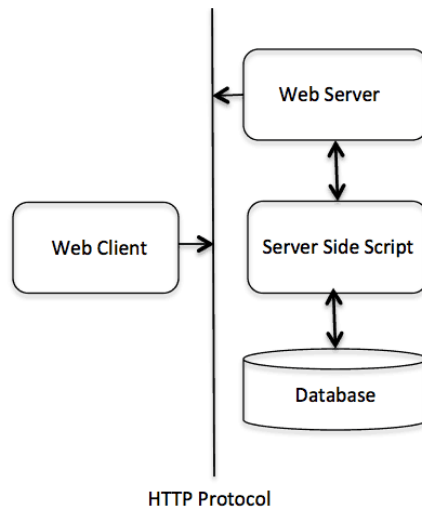 Web Server
Web Client
Server Side Script
Database
HTTP Protocol